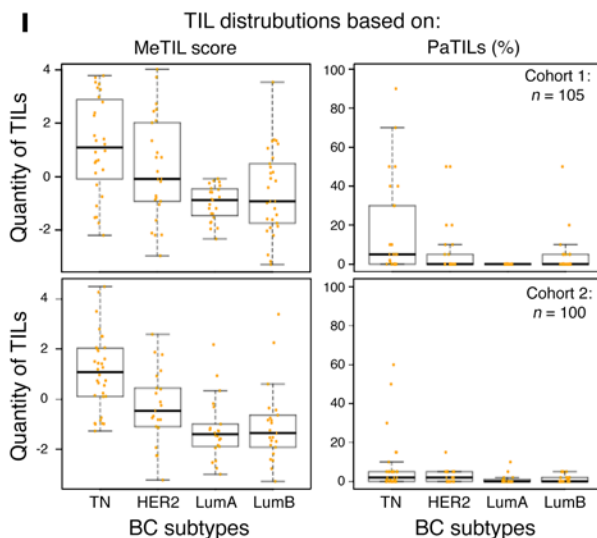 I
TIL distrubutions based on:
MeTIL score
PaTILs (%)
Quantity of TILs
4
2
0
-2
100
80
60
40
20
0
Cohort 1:
n = 105
Quantity of TILs
4
2
0
-2
100
80
60
40
20
0
Cohort 2:
n = 100
TN HER2 LumA LumB
TN HER2 LumA LumB
BC subtypes
BC subtypes